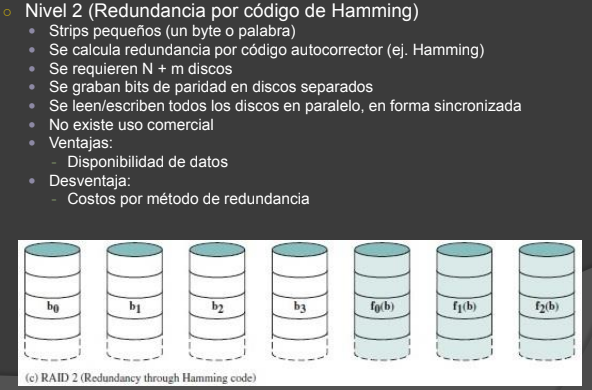 Nivel 2 (Redundancia por código de Hamming)
Strips pequeños (un byte o palabra)
Se calcula redundancia por código autocorrector (ej. Hamming)
Se requieren N + m discos
Se graban bits de paridad en discos separados
Se leen/escriben todos los discos en paralelo, en forma sincronizada
No existe uso comercial
Ventajas:
- Disponibilidad de datos
Desventaja:
- Costos por método de redundancia
b0 b1 b2 b3 f0(b) f1(b) f2(b)
(c) RAID 2 (Redundancy through Hamming code)